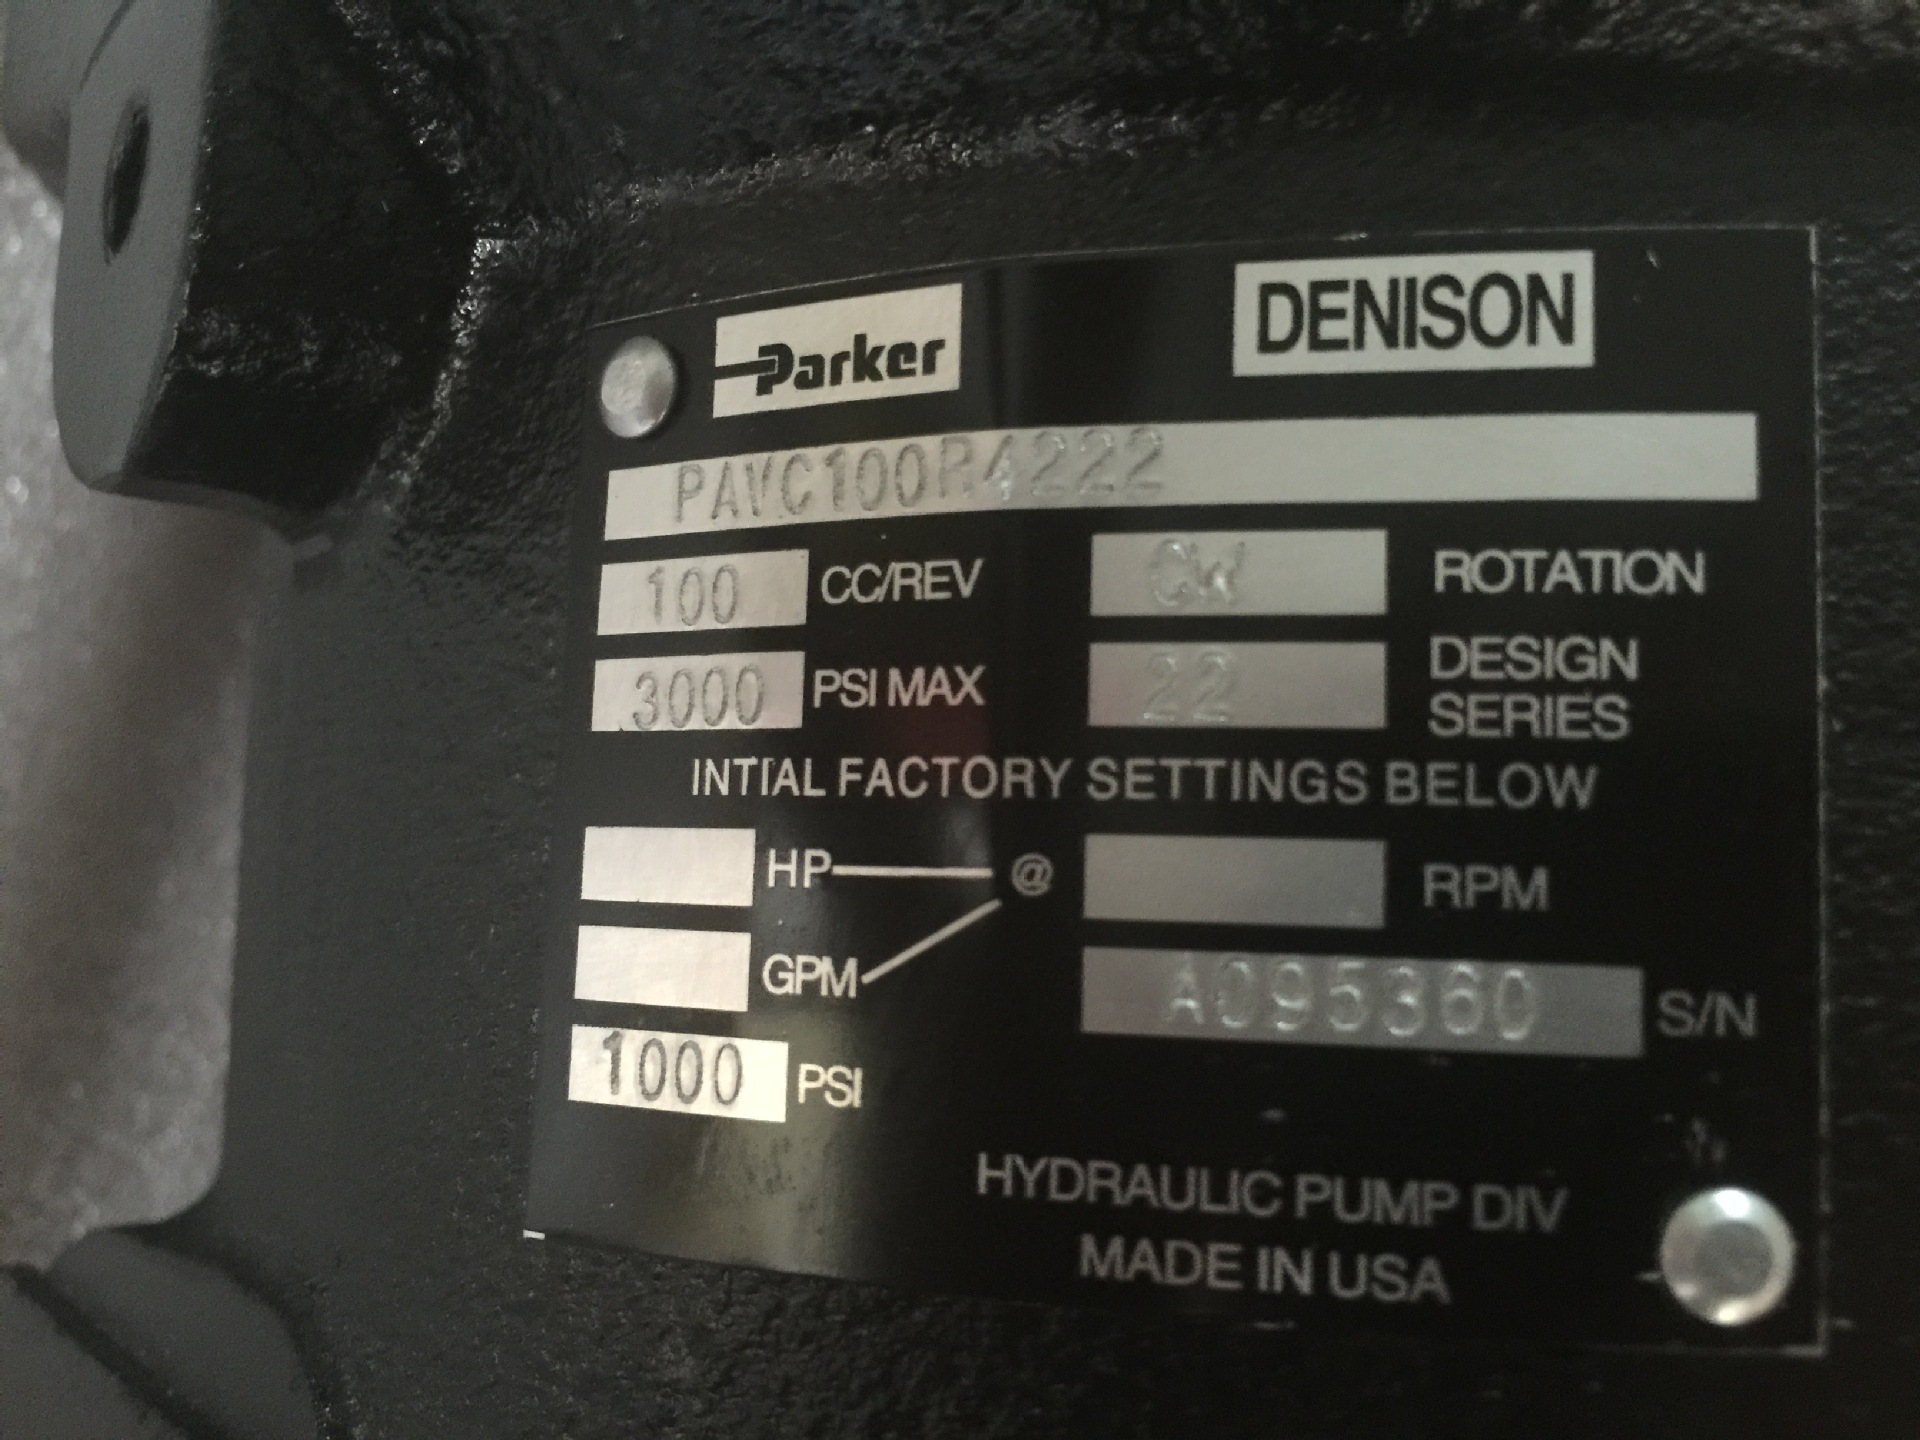 Parker DENISON
PAVC100R4222
100 CC/REV CW ROTATION
3000 PSI MAX 22 DESIGN SERIES
INTIAL FACTORY SETTINGS BELOW
HP @ RPM
GPM
A095360 S/N
1000 PSI
HYDRAULIC PUMP DIV
MADE IN USA